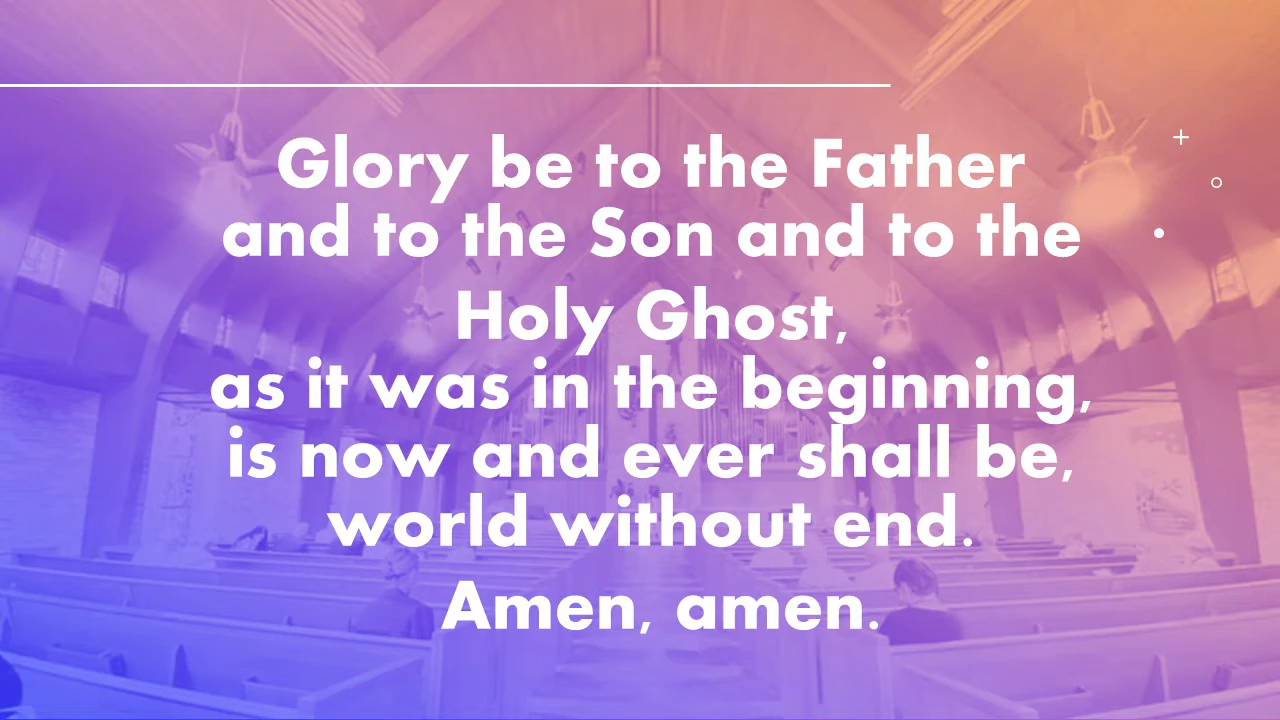 Glory be to the Father
and to the Son and to the
Holy Ghost,
as it was in the beginning,
is now and ever shall be,
world without end.
Amen, amen.